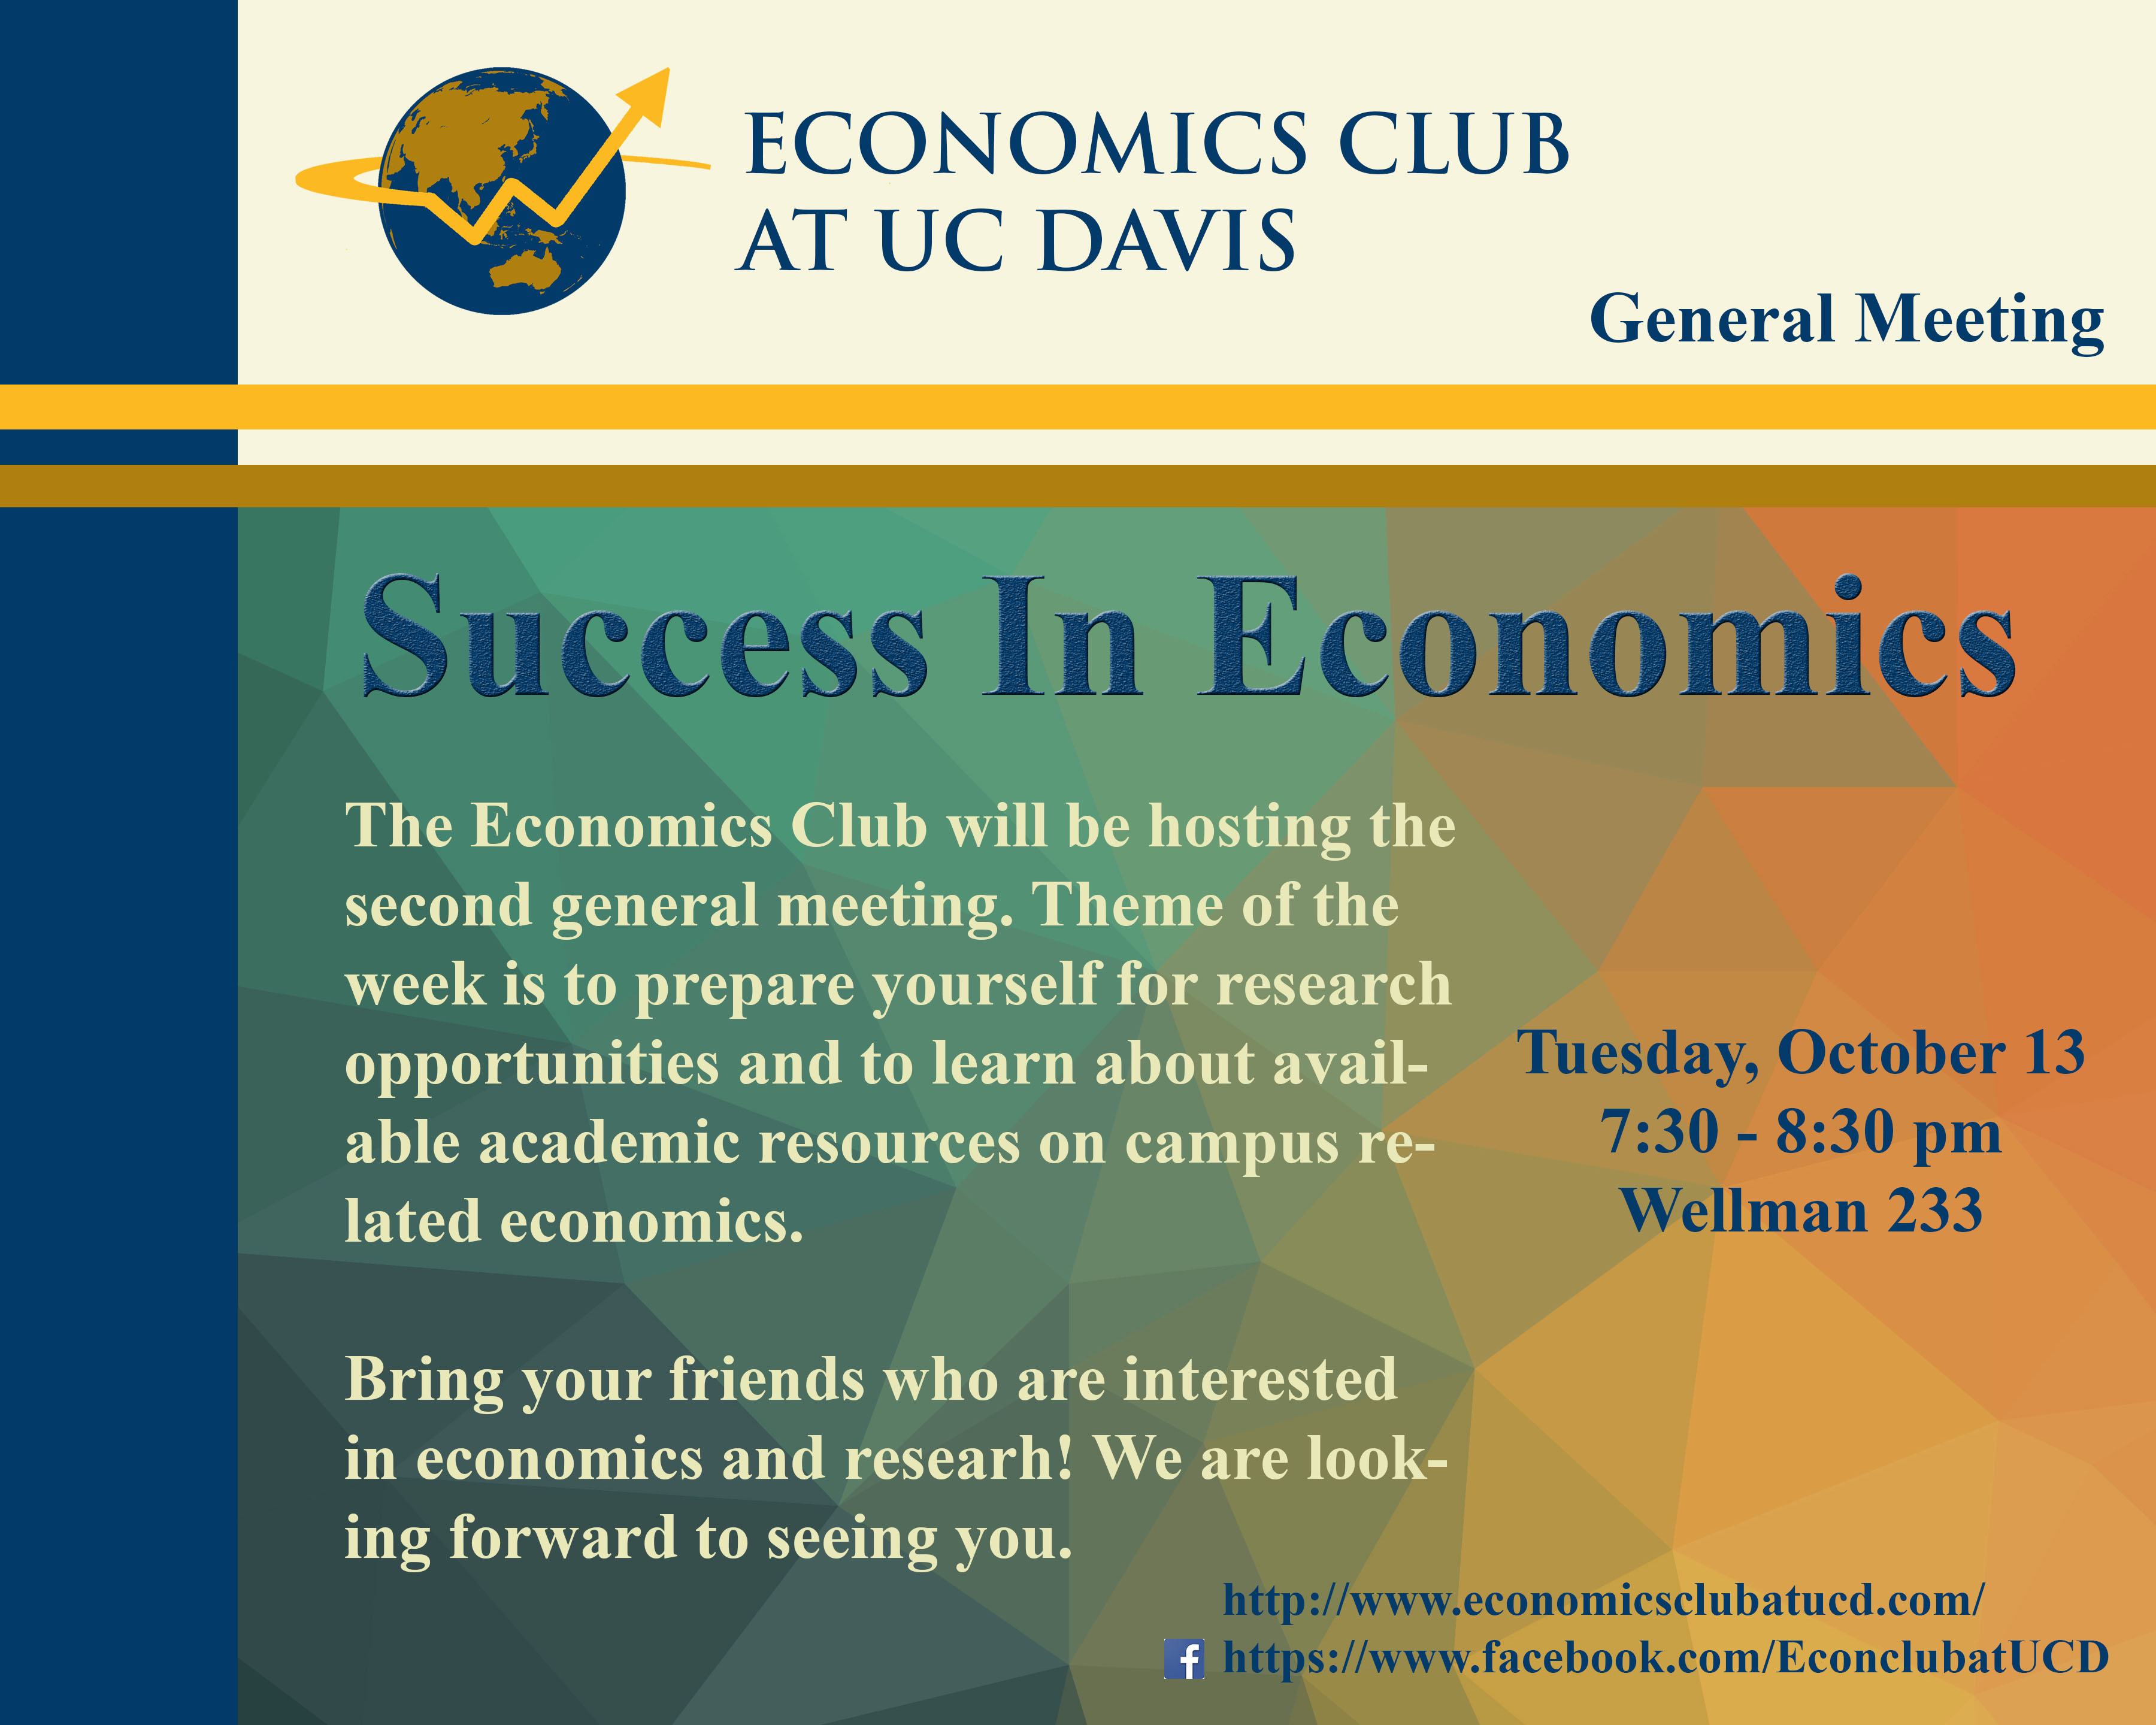 ECONOMICS CLUB
AT UC DAVIS
General Meeting
Success In Economics
The Economics Club will be hosting the
second general meeting. Theme of the
week is to prepare yourself for research
opportunities and to learn about avail-
able academic resources on campus re-
lated economics.
Bring your friends who are interested
in economics and researh! We are look-
ing forward to seeing you.
Tuesday, October 13
7:30 - 8:30 pm
Wellman 233
http://www.economicsclubatucd.com/
f https://www.facebook.com/EconclubatUCD